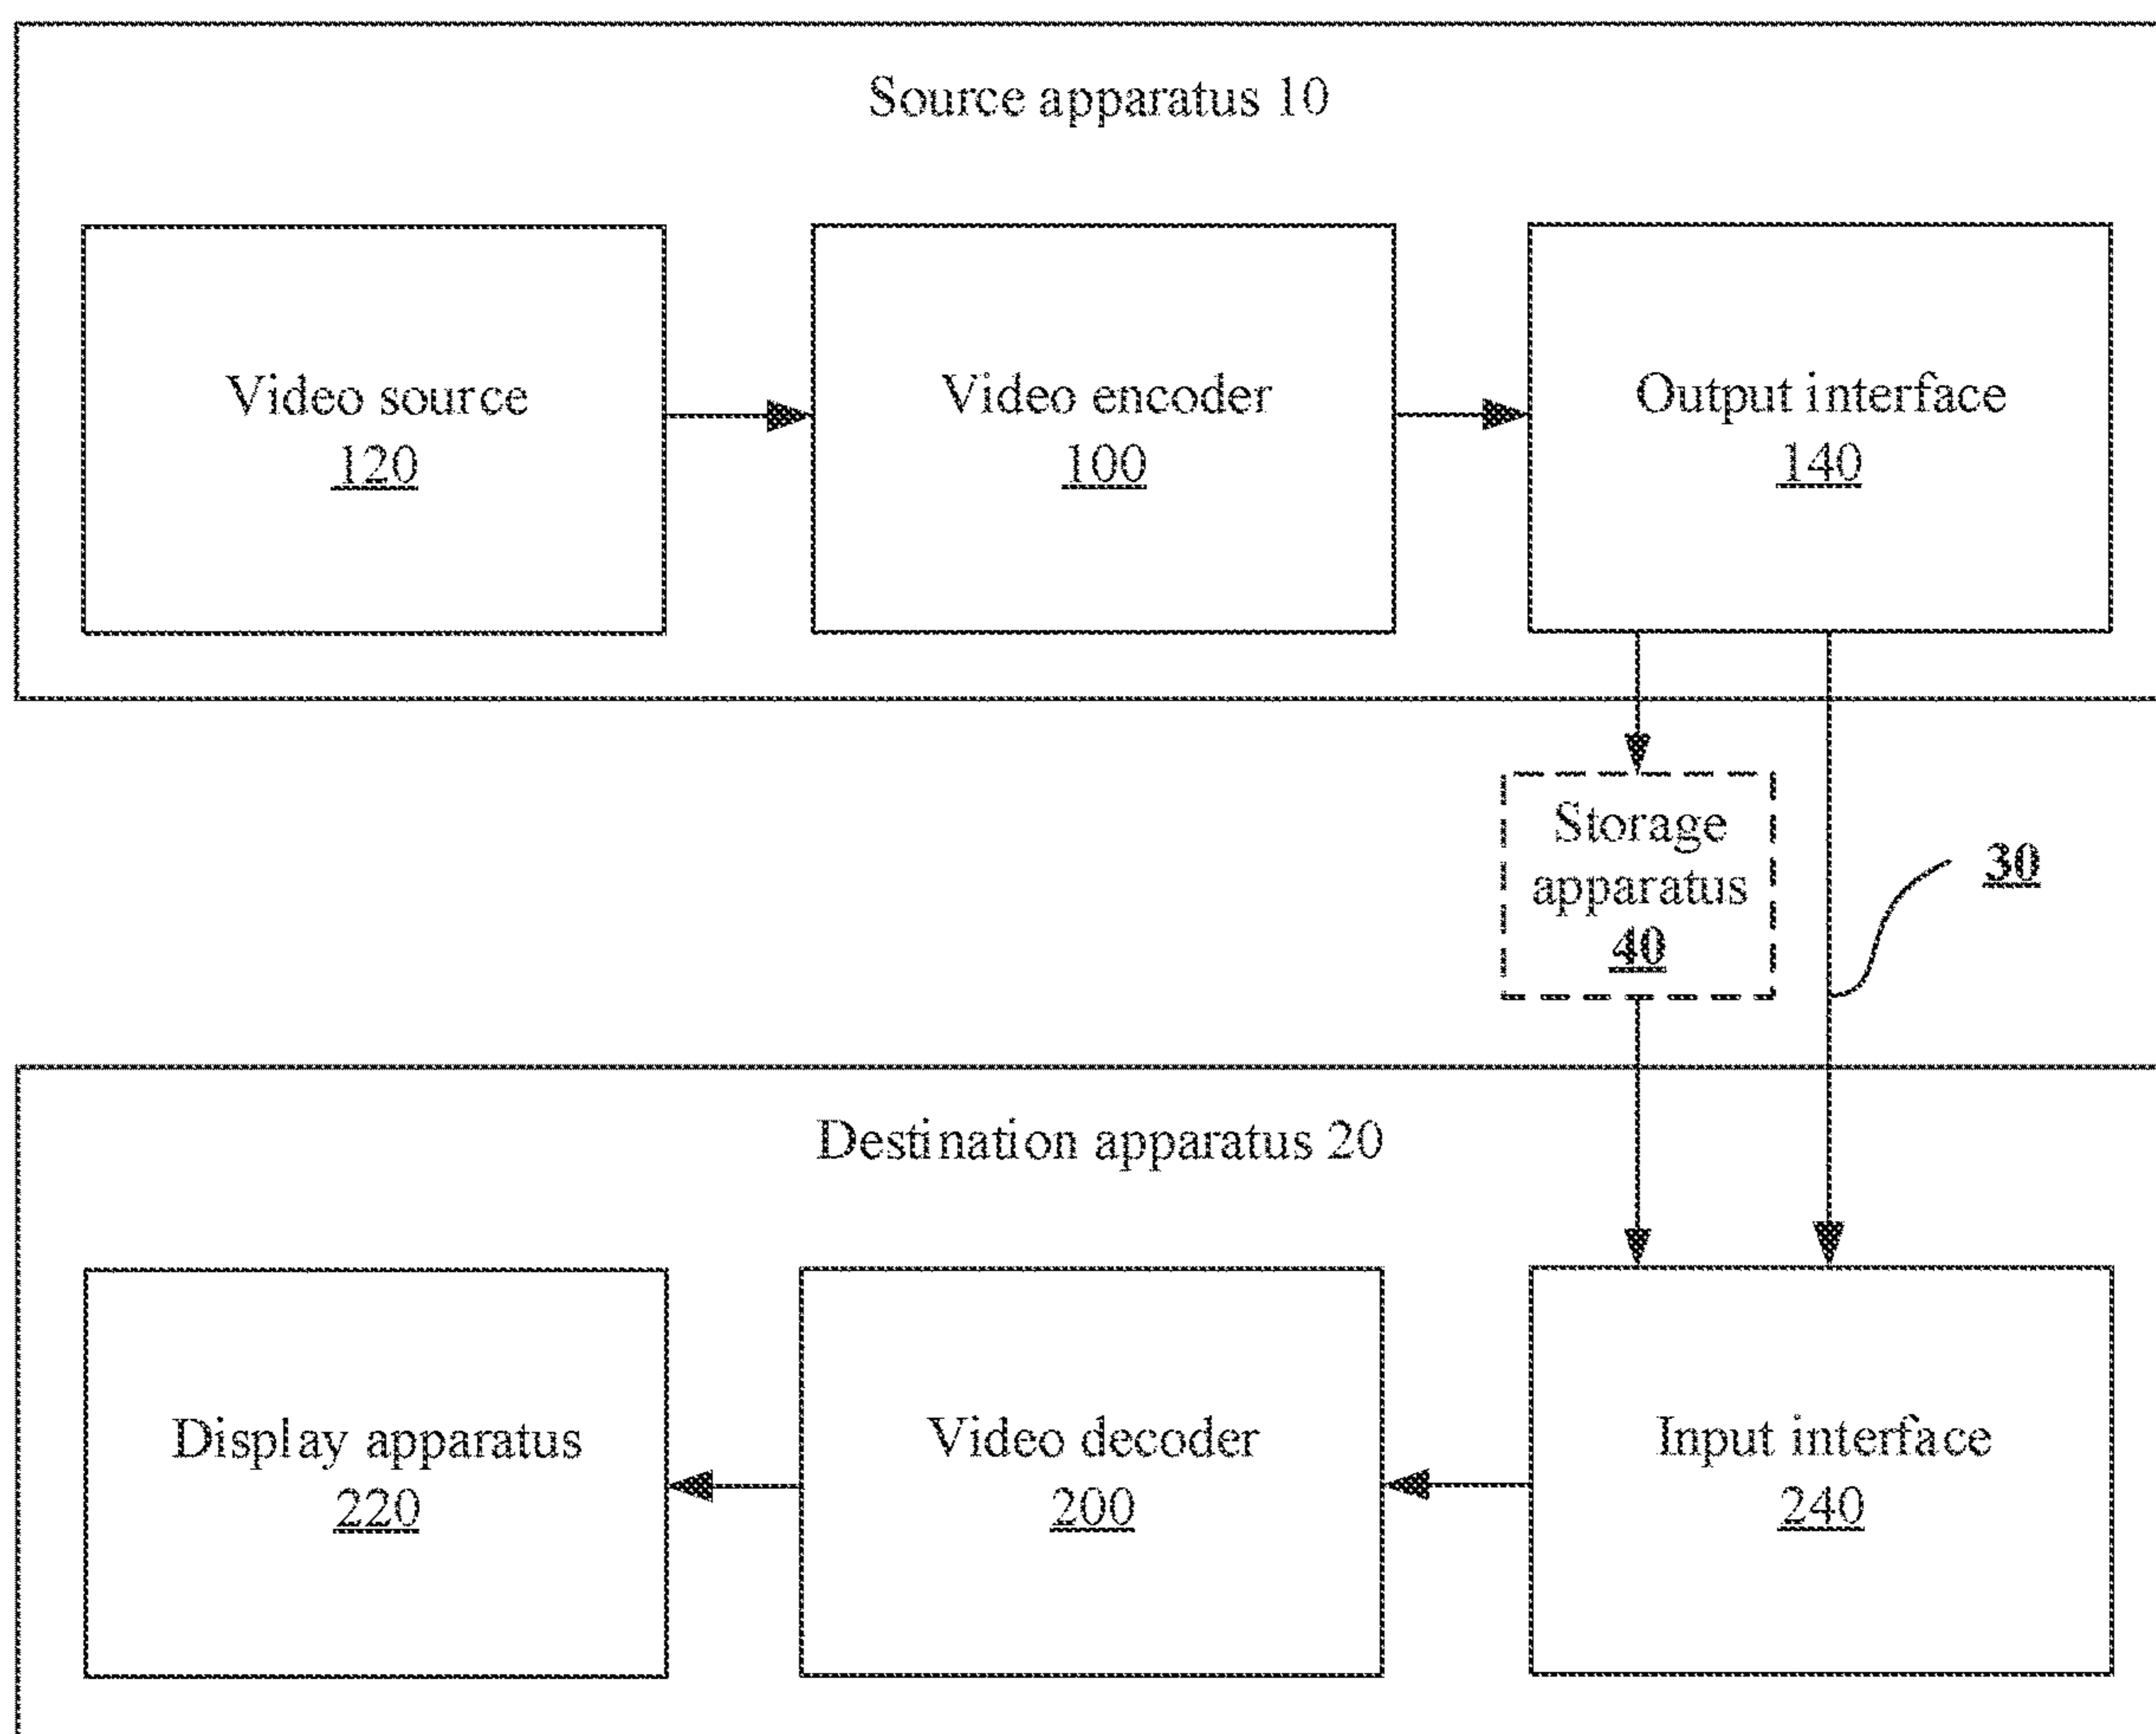 Source apparatus 10
Video source
120
Video encoder
100
Output interface
140
Storage
apparatus
40
30
Destination apparatus 20
Display apparatus
220
Video decoder
200
Input interface
240